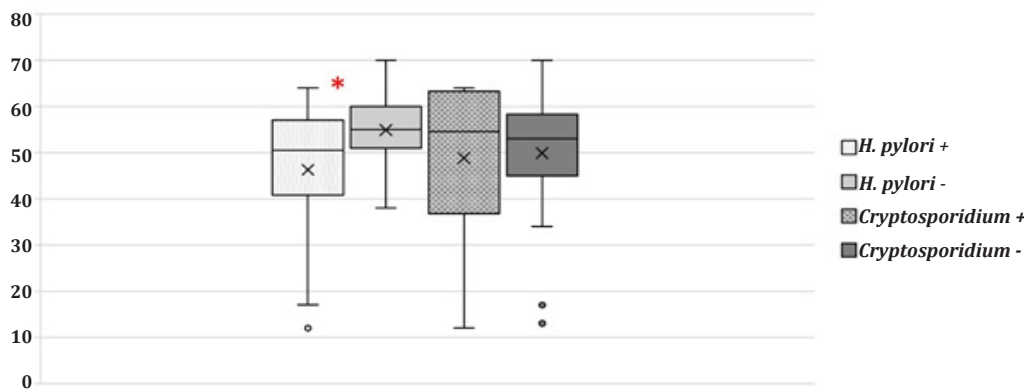 80
70
60
50
40
30
20
10
0
*
H. pylori +
H. pylori -
Cryptosporidium +
Cryptosporidium -